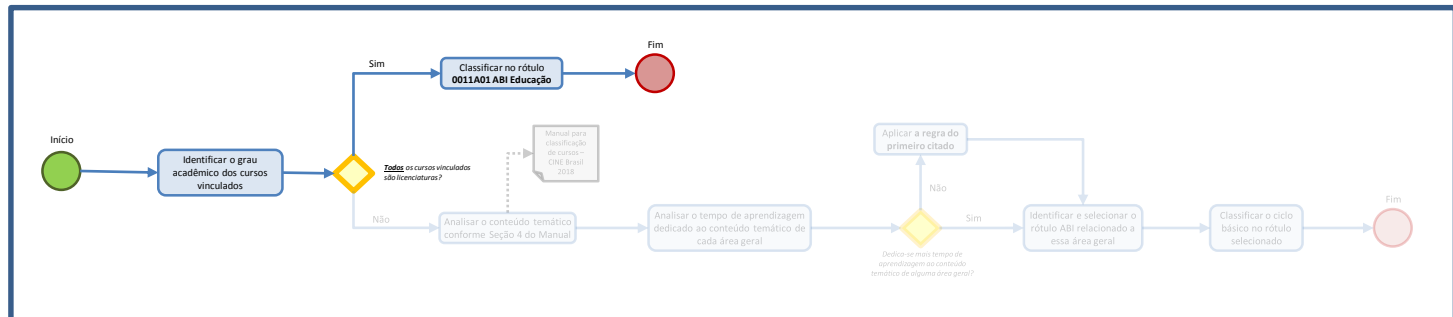 Início
Identificar o grau
acadêmico dos cursos
vinculados
Sim
Todos os cursos vinculados
são licenciaturas?
Classificar no rótulo
0011A01 ABI Educação
Fim
Não
Analisar o conteúdo temático
conforme Seção 4 do Manual
Manual para
classificação
de cursos –
CINE Brasil
2018
Analisar o tempo de aprendizagem
dedicado ao conteúdo temático de
cada área geral
Dedica-se mais tempo de
aprendizagem ao conteúdo
temático de alguma área geral?
Não
Aplicar a regra do
primeiro citado
Sim
Identificar e selecionar o
rótulo ABI relacionado a
essa área geral
Classificar o ciclo
básico no rótulo
selecionado
Fim